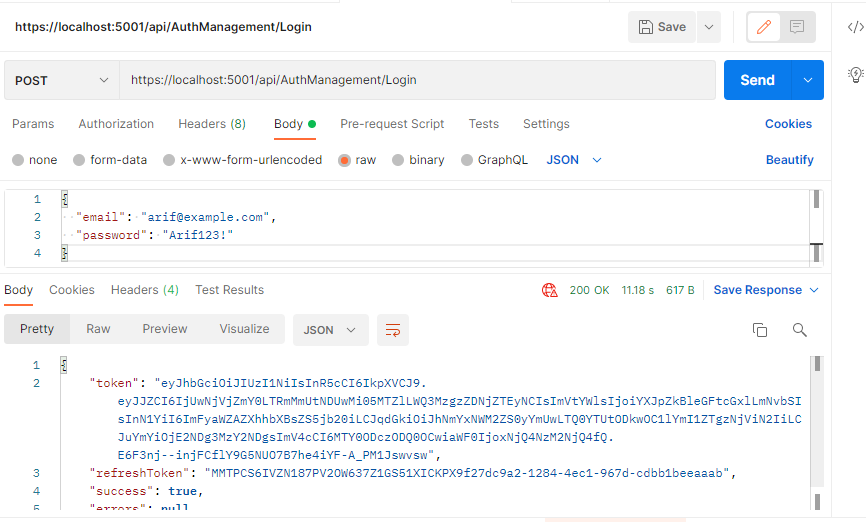 https://localhost:5001/api/AuthManagement/Login
Save
POST
https://localhost:5001/api/AuthManagement/Login
Send
Params Authorization Headers (8) Body Pre-request Script Tests Settings Cookies
none form-data x-www-form-urlencoded raw binary GraphQL JSON Beautify
1 {
2 "email": "arif@example.com",
3 "password": "Arif123!"
4 }
Body Cookies Headers (4) Test Results 200 OK 11.18 s 617 B Save Response
Pretty Raw Preview Visualize JSON
1 {
2 "token": "eyJhbGciOiJIUzI1NiIsInR5cCI6IkpXVCJ9.
eyJJZCI6IjUwNjVjZmY0LTRmMmUtNDUwMi05MTZlLWQ3MzgzZDNjZTEyNCIsImVtYWlsIjoiYXJpZkBleGFtcGxlLmNvbSI
sInN1YiI6ImFyaWZAZXhhbXBsZS5jb20iLCJqdGkiOiJhNmYxNWM2ZS0yYmUwLTQ0YTUtODkwOC1lYmI1ZTgzNjViN2IiLC
JuYmYiOjE2NDg3MzY2NDgsImV4cCI6MTY0ODczODQ0OCwiaWF0IjoxNjQ4NzM2NjQ4fQ.
E6F3nj--injFCflY9G5NUO7B7he4iYF-A_PM1Jswvsw",
3 "refreshToken": "MMTPCS6IVZN187PV2OW637Z1GS51XICKPX9f27dc9a2-1284-4ec1-967d-cdbb1beeaaab",
4 "success": true,
5 "errors": null